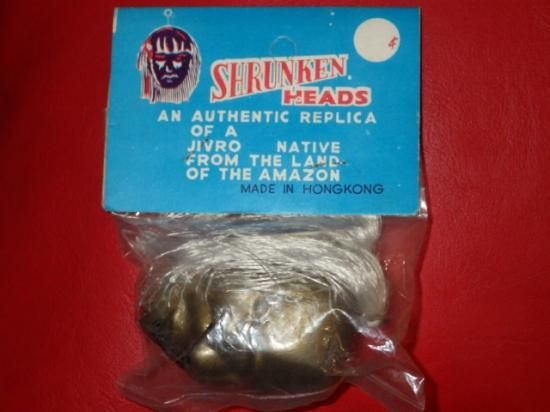 SHRUNKEN
HEADS
AN AUTHENTIC REPLICA
OF A
JIVRO NATIVE
FROM THE LAND
OF THE AMAZON
MADE IN HONGKONG